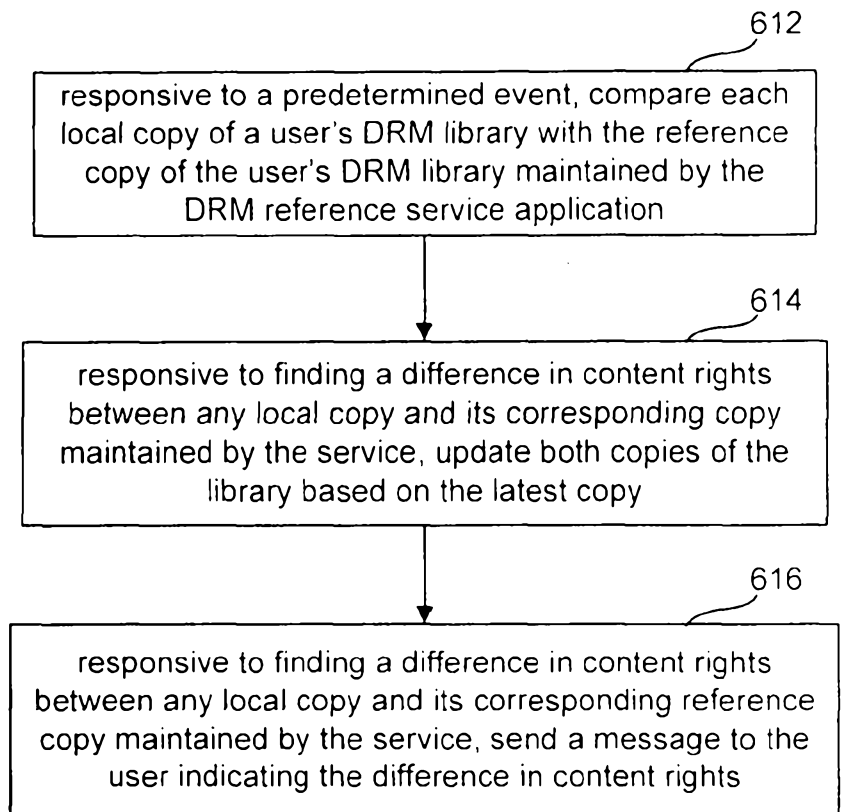 612
responsive to a predetermined event, compare each
local copy of a user's DRM library with the reference
copy of the user's DRM library maintained by the
DRM reference service application
614
responsive to finding a difference in content rights
between any local copy and its corresponding copy
maintained by the service, update both copies of the
library based on the latest copy
616
responsive to finding a difference in content rights
between any local copy and its corresponding reference
copy maintained by the service, send a message to the
user indicating the difference in content rights